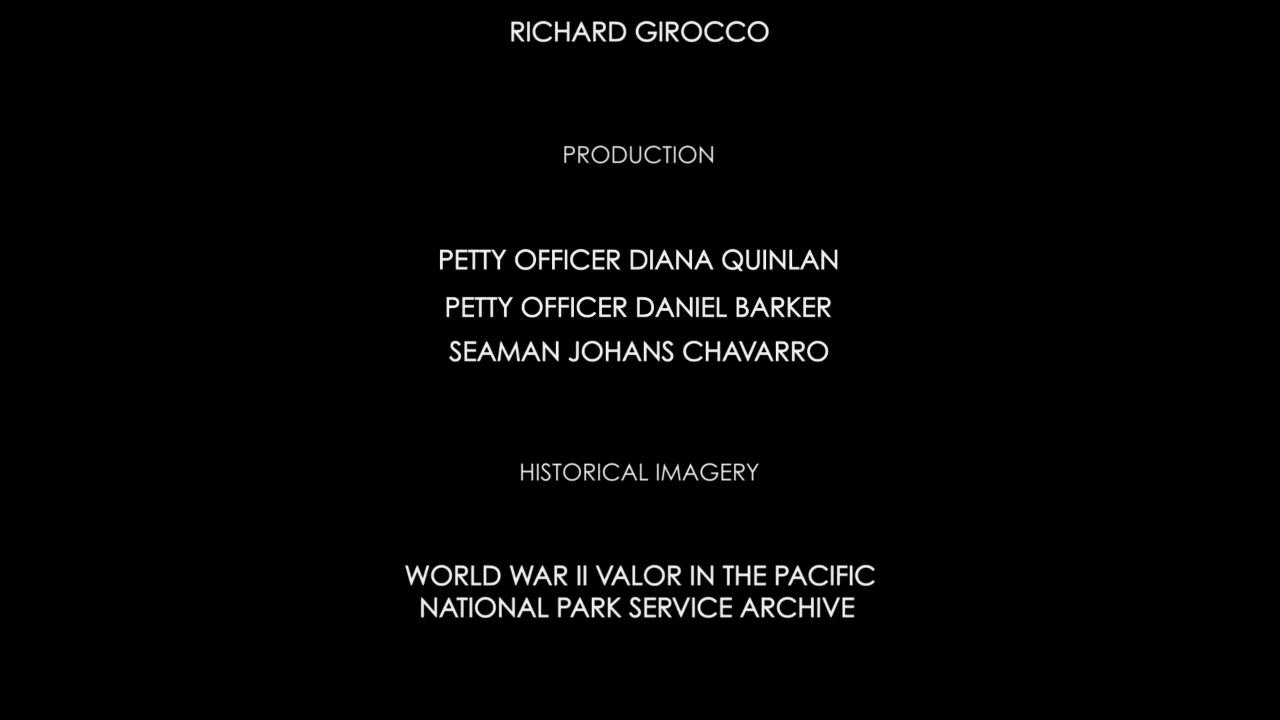 RICHARD GIROCCO
PRODUCTION
PETTY OFFICER DIANA QUINLAN
PETTY OFFICER DANIEL BARKER
SEAMAN JOHANS CHAVARRO
HISTORICAL IMAGERY
WORLD WAR II VALOR IN THE PACIFIC
NATIONAL PARK SERVICE ARCHIVE